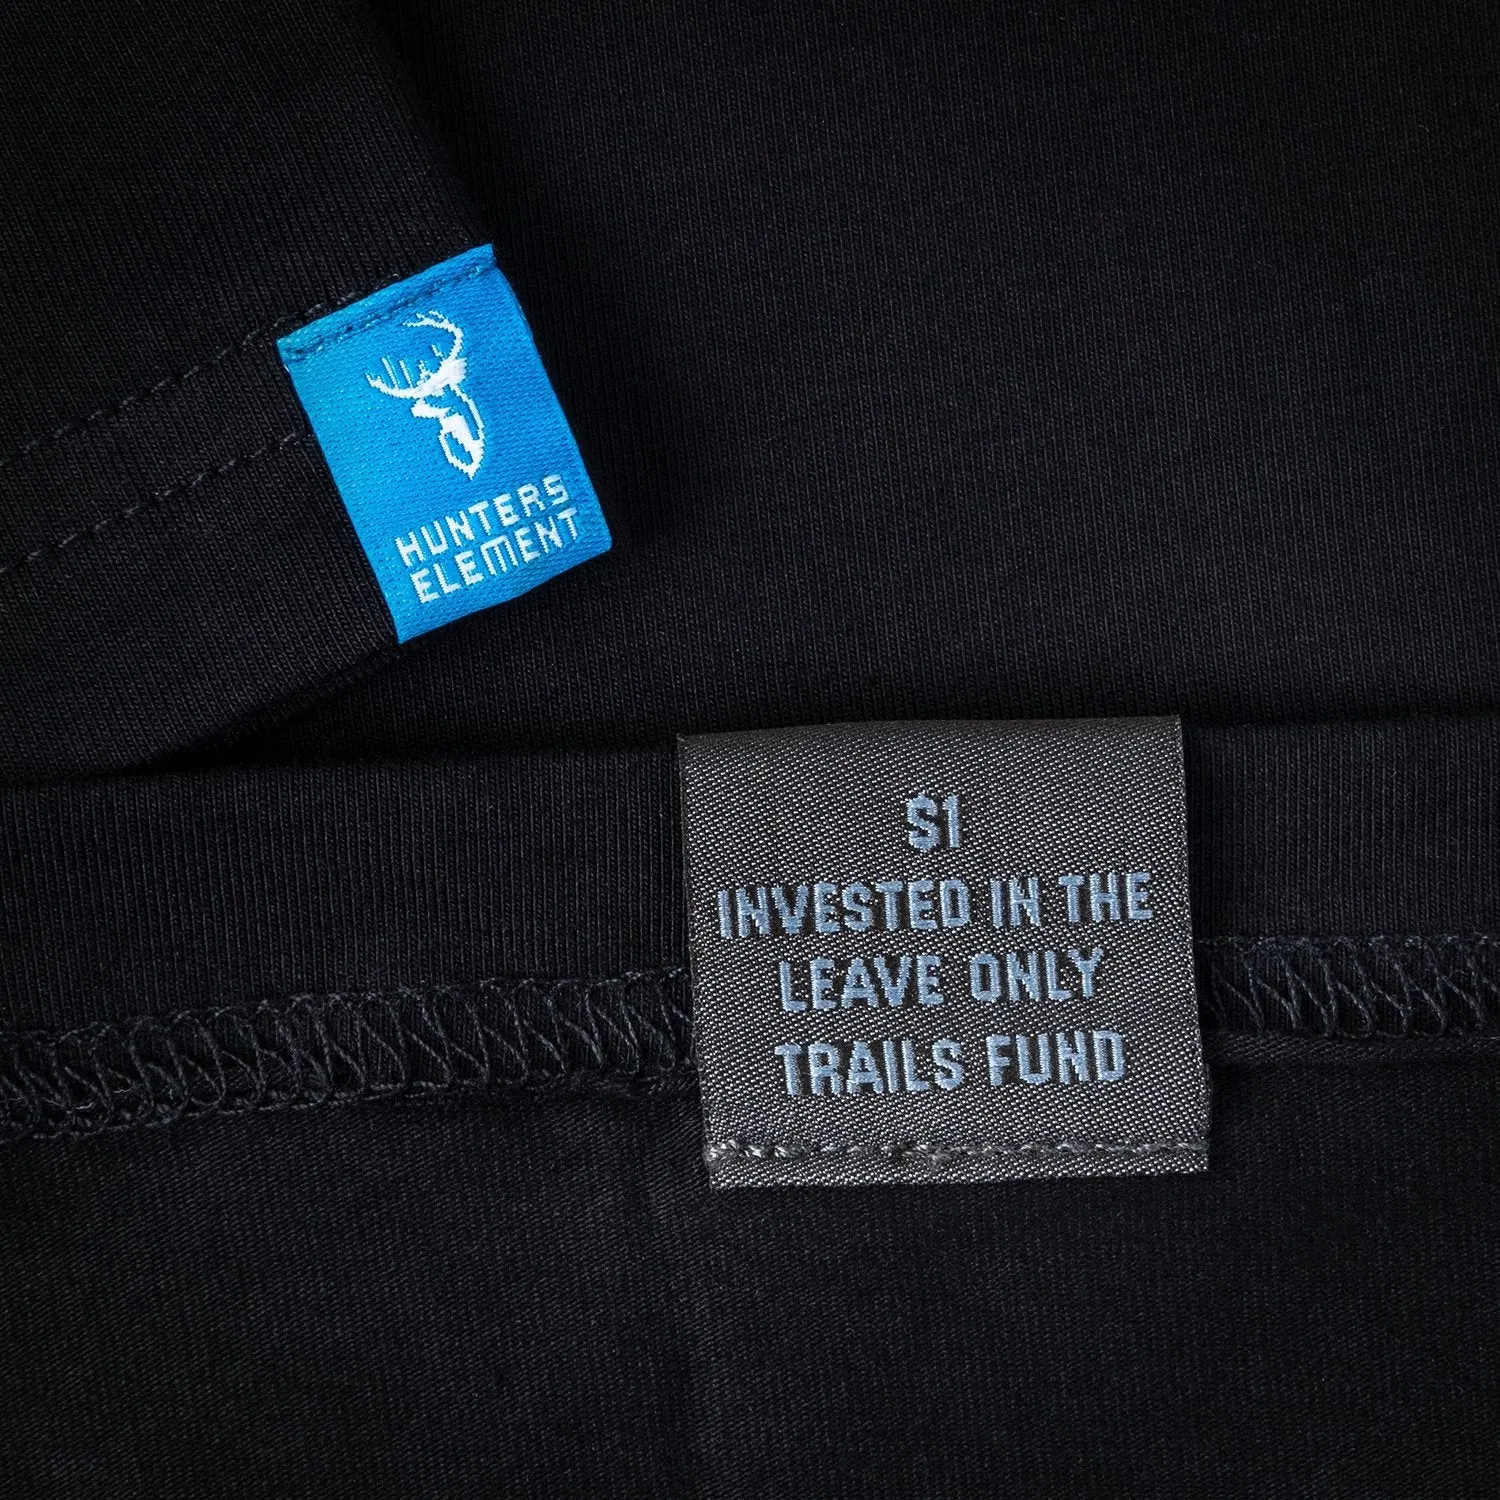 HUNTERS
ELEMENT
$1
INVESTED IN THE
LEAVE ONLY
TRAILS FUND